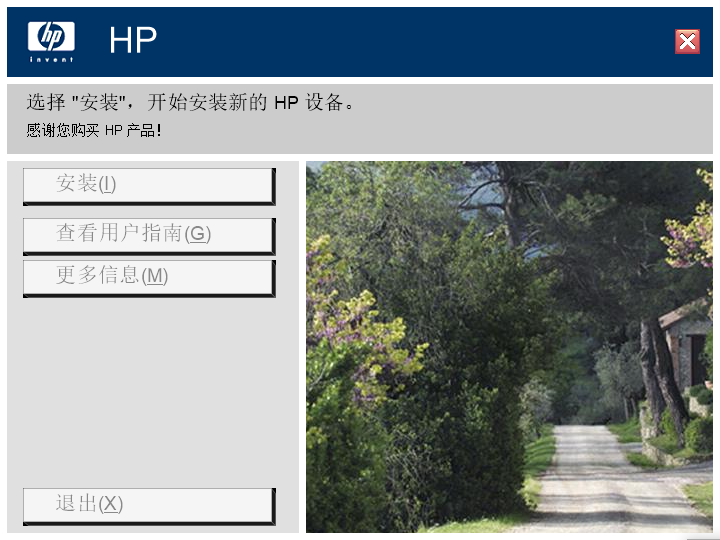 hp
invent
HP
选择 "安装"，开始安装新的 HP 设备。
感谢您购买 HP 产品！
安装(I)
查看用户指南(G)
更多信息(M)
退出(X)